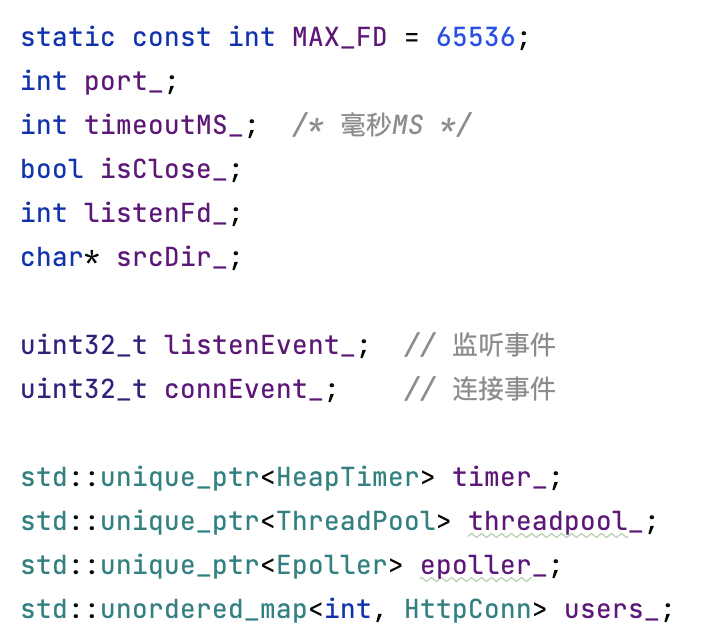 static const int MAX_FD = 65536;
int port_;
int timeoutMS_;  /* 毫秒MS */
bool isClose_;
int listenFd_;
char* srcDir_;

uint32_t listenEvent_;  // 监听事件
uint32_t connEvent_;    // 连接事件

std::unique_ptr<HeapTimer> timer_;
std::unique_ptr<ThreadPool> threadpool_;
std::unique_ptr<Epoller> epoller_;
std::unordered_map<int, HttpConn> users_;